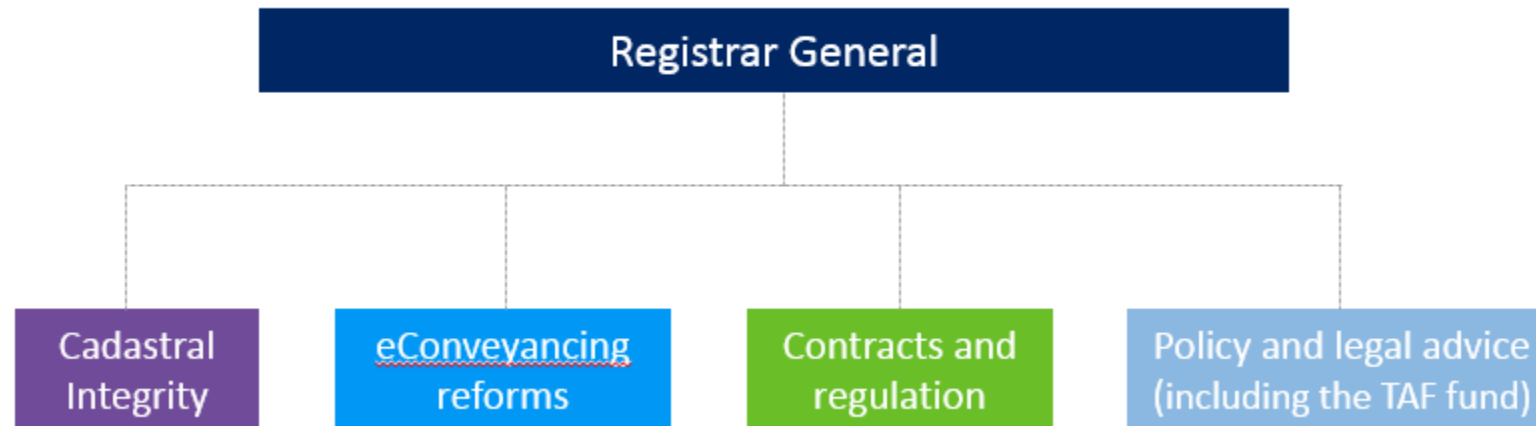 Registrar General
Cadastral
Integrity
eConveyancing
reforms
Contracts and
regulation
Policy and legal advice
(including the TAF fund)